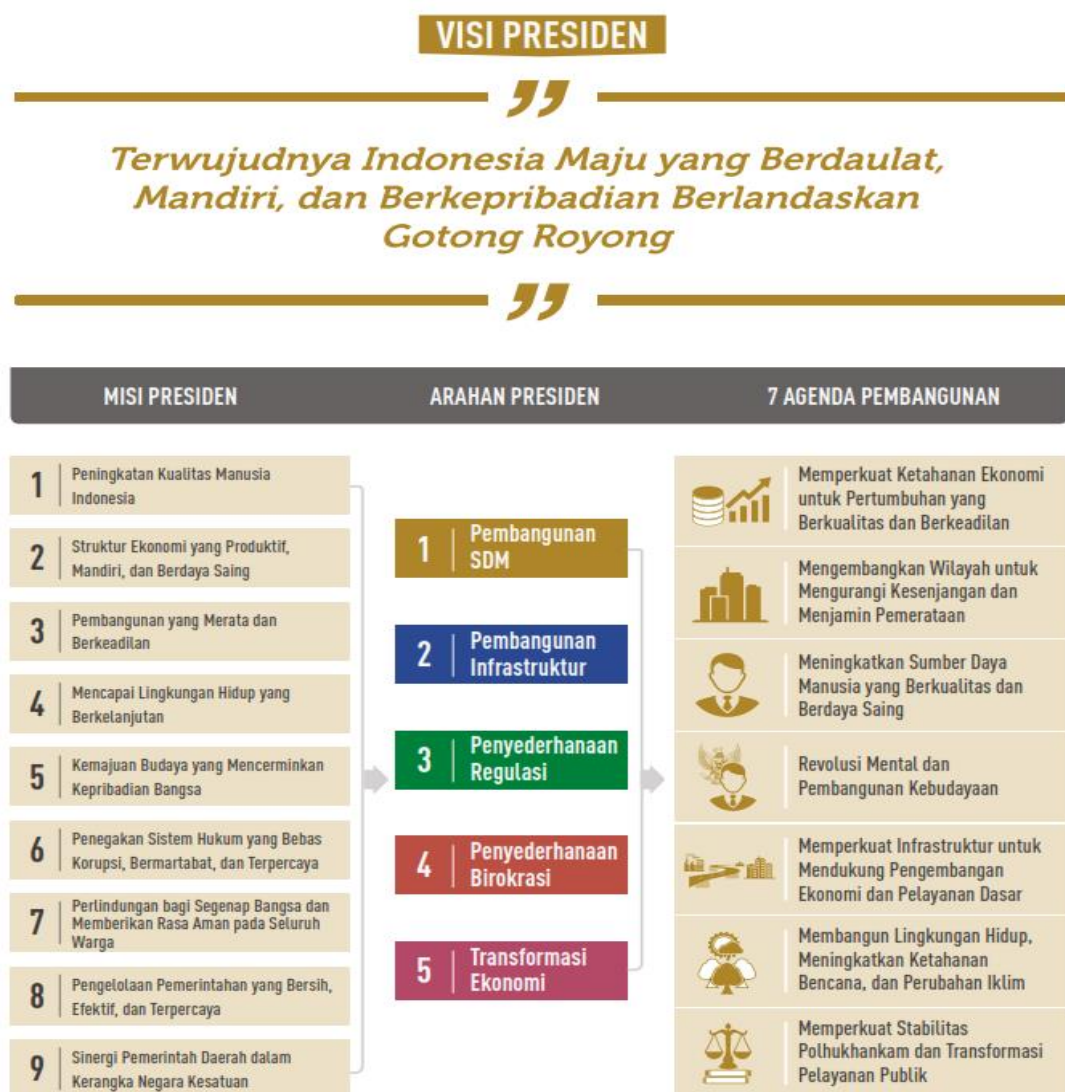 VISI PRESIDEN
”
Terwujudnya Indonesia Maju yang Berdaulat,
Mandiri, dan Berkepribadian Berlandaskan
Gotong Royong
”
MISI PRESIDEN
ARAHAN PRESIDEN
7 AGENDA PEMBANGUNAN
1
Peningkatan Kualitas Manusia
Indonesia
2
Struktur Ekonomi yang Produktif,
Mandiri, dan Berdaya Saing
3
Pembangunan yang Merata dan
Berkeadilan
4
Mencapai Lingkungan Hidup yang
Berkelanjutan
5
Kemajuan Budaya yang Mencerminkan
Kepribadian Bangsa
6
Penegakan Sistem Hukum yang Bebas
Korupsi, Bermartabat, dan Terpercaya
7
Perlindungan bagi Segenap Bangsa dan
Memberikan Rasa Aman pada Seluruh
Warga
8
Pengelolaan Pemerintahan yang Bersih,
Efektif, dan Terpercaya
9
Sinergi Pemerintah Daerah dalam
Kerangka Negara Kesatuan
1
Pembangunan
SDM
2
Pembangunan
Infrastruktur
3
Penyederhanaan
Regulasi
4
Penyederhanaan
Birokrasi
5
Transformasi
Ekonomi
Memperkuat Ketahanan Ekonomi
untuk Pertumbuhan yang
Berkualitas dan Berkeadilan
Mengembangkan Wilayah untuk
Mengurangi Kesenjangan dan
Menjamin Pemerataan
Meningkatkan Sumber Daya
Manusia yang Berkualitas dan
Berdaya Saing
Revolusi Mental dan
Pembangunan Kebudayaan
Memperkuat Infrastruktur untuk
Mendukung Pengembangan
Ekonomi dan Pelayanan Dasar
Membangun Lingkungan Hidup,
Meningkatkan Ketahanan
Bencana, dan Perubahan Iklim
Memperkuat Stabilitas
Polhukhankam dan Transformasi
Pelayanan Publik